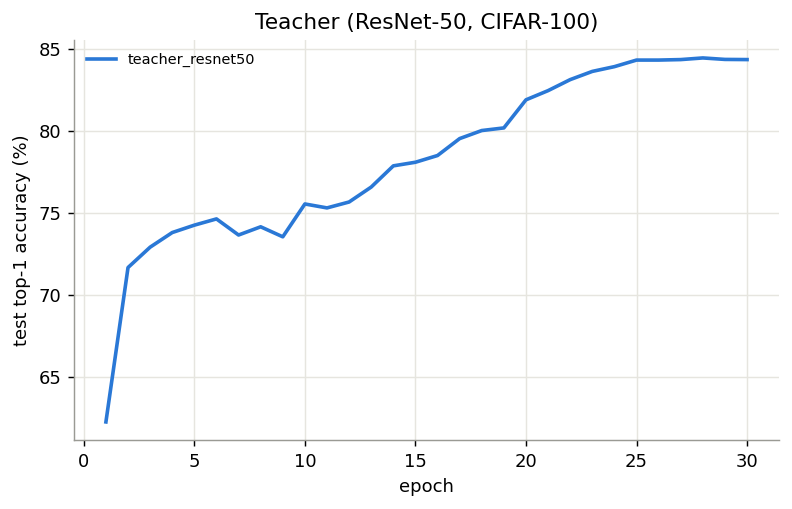 Teacher (ResNet-50, CIFAR-100)
teacher_resnet50
test top-1 accuracy (%)
85
80
75
70
65
0 5 10 15 20 25 30
epoch